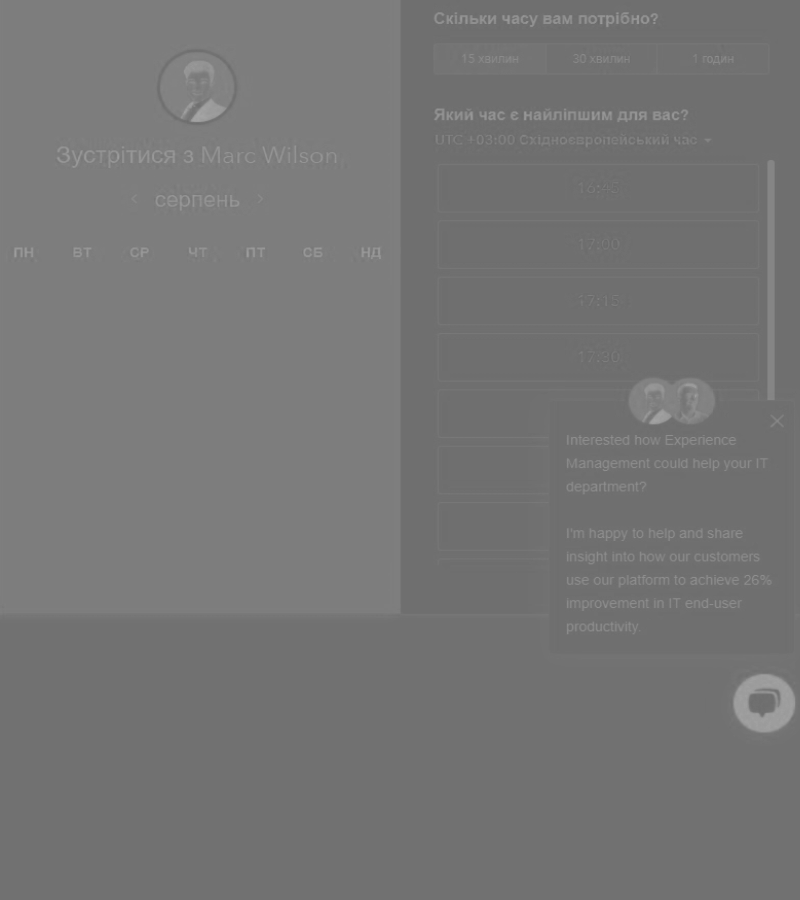 Зустрітися з Marc Wilson
серпень
ПН ВТ СР ЧТ ПТ СБ НД
Скільки часу вам потрібно?
15 хвилин 30 хвилин 1 годин
Який час є найліпшим для вас?
UTC +03:00 Східноєвропейський час
16:45
17:00
17:15
17:30
Interested how Experience
Management could help your IT
department?
I'm happy to help and share
insight into how our customers
use our platform to achieve 26%
improvement in IT end-user
productivity.